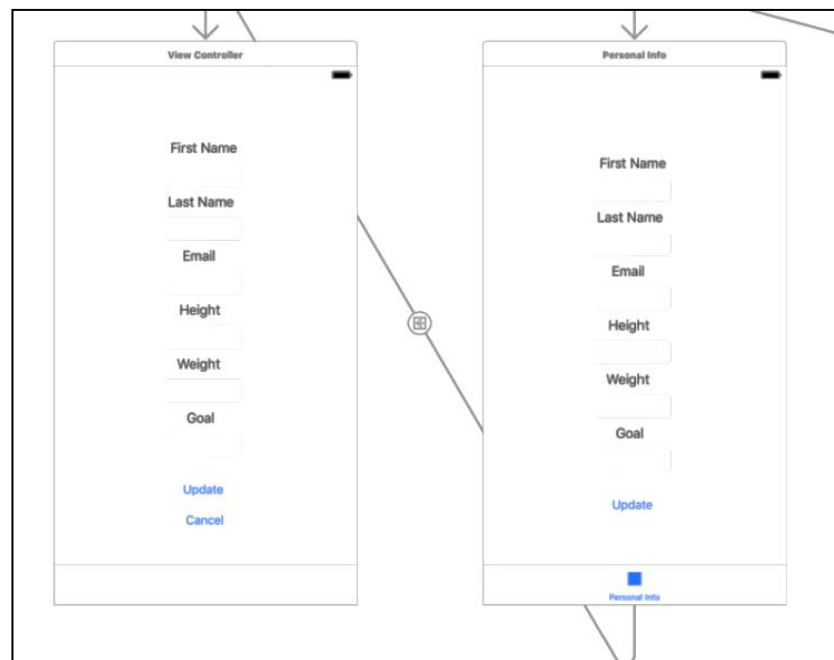 View Controller
First Name
Last Name
Email
Height
Weight
Goal
Update
Cancel
Personal Info
First Name
Last Name
Email
Height
Weight
Goal
Update
Personal Info